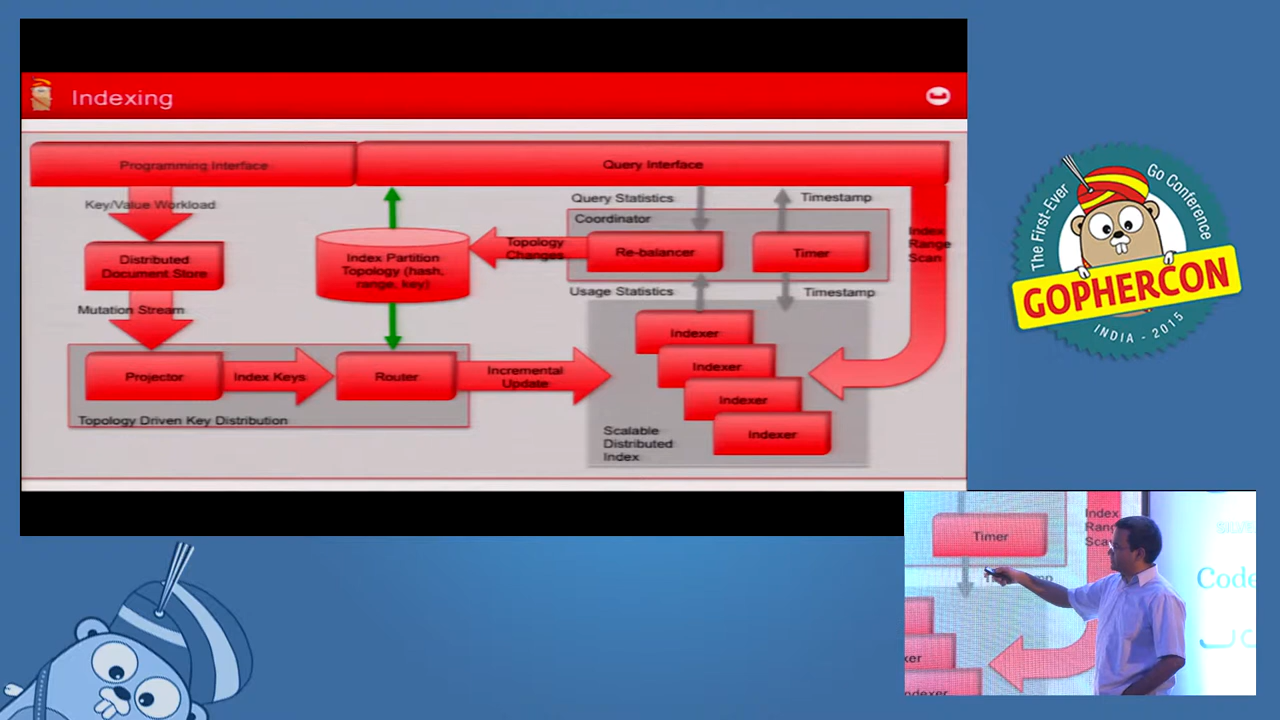 Indexing
Programming Interface
Query Interface
Key/Value Workload
Query Statistics
Timestamp
Coordinator
Distributed
Document Store
Index Partition
Topology (hash,
range, key)
Topology
Changes
Re-balancer
Timer
Index
Range
Scan
Mutation Stream
Usage Statistics
Timestamp
Indexer
Indexer
Indexer
Indexer
Projector
Index Keys
Router
Incremental
Update
Topology Driven Key Distribution
Scalable
Distributed
Index
The First-Ever
Go Conference
GOPHERCON
INDIA - 2015
Timer
Index